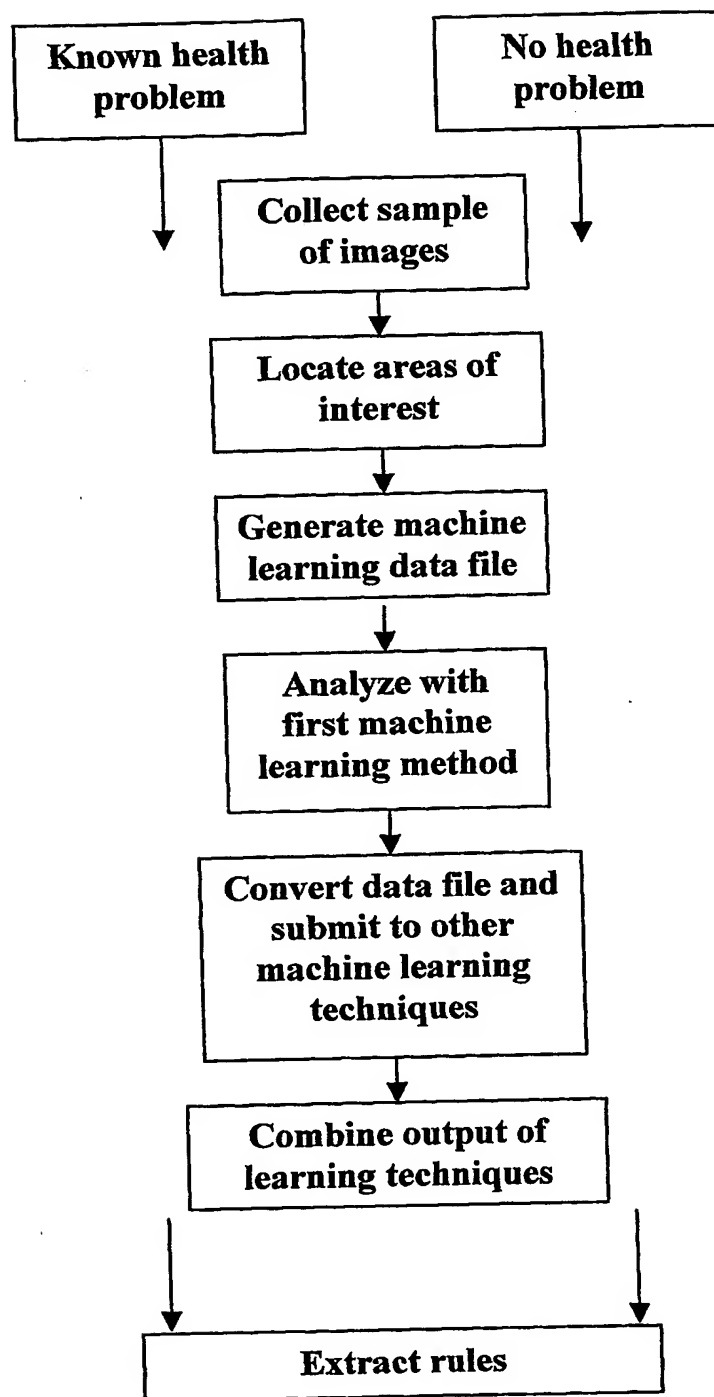 Known health
problem
No health
problem
Collect sample
of images
Locate areas of
interest
Generate machine
learning data file
Analyze with
first machine
learning method
Convert data file and
submit to other
machine learning
techniques
Combine output of
learning techniques
Extract rules